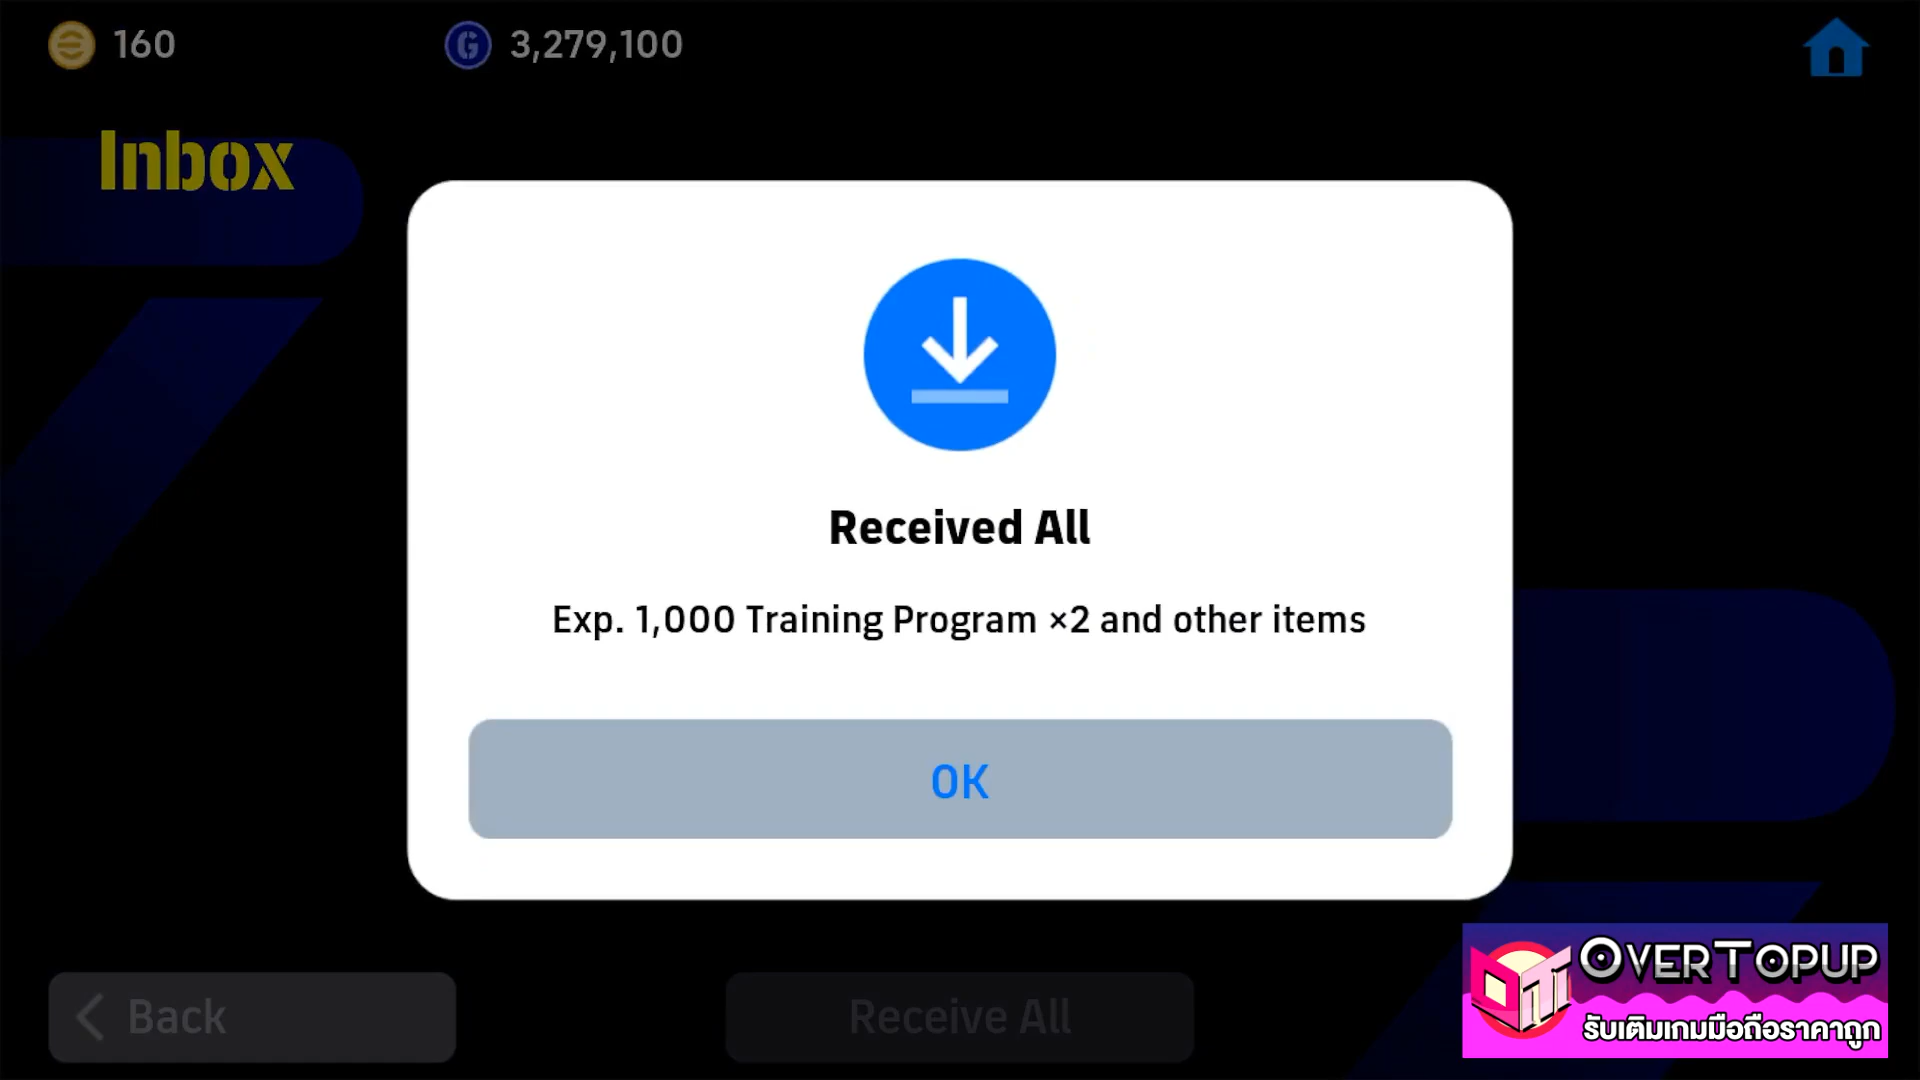 160
3,279,100
Inbox
Received All
Exp. 1,000 Training Program ×2 and other items
OK
Back
Receive All
OVERTOPUP
รับเติมเกมมือถือราคาถูก